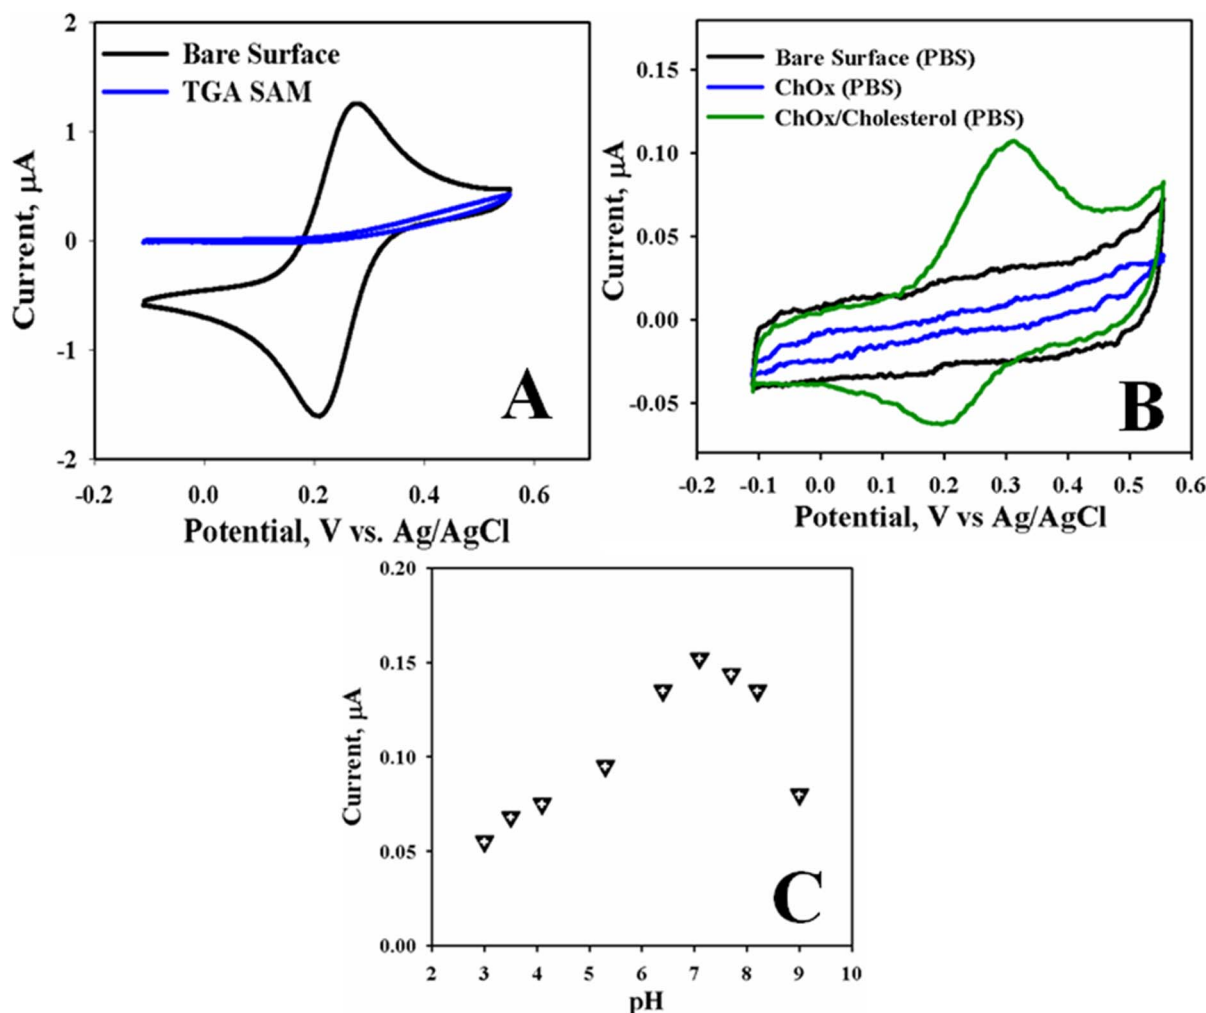 2
1
0
-1
-2
Current, μA
Bare Surface
TGA SAM
A
-0.2
0.0
0.2
0.4
0.6
Potential, V vs. Ag/AgCl
0.15
0.10
0.05
0.00
-0.05
Current, μA
Bare Surface (PBS)
ChOx (PBS)
ChOx/Cholesterol (PBS)
B
-0.2 -0.1 0.0 0.1 0.2 0.3 0.4 0.5 0.6
Potential, V vs Ag/AgCl
0.20
0.15
0.10
0.05
0.00
Current, μA
C
2 3 4 5 6 7 8 9 10
pH